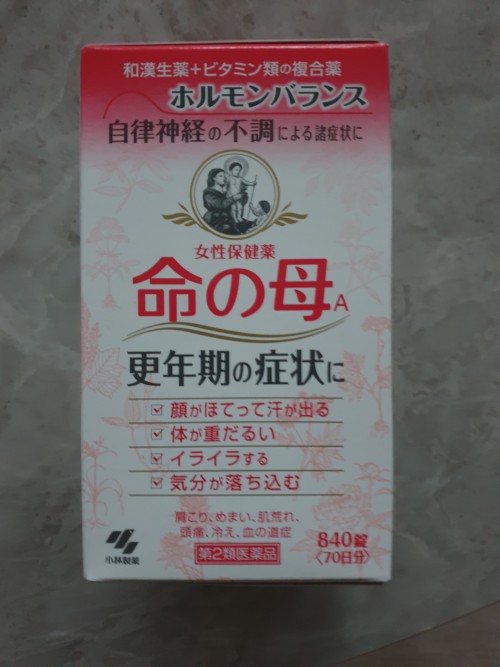 和漢生薬+ビタミン類の複合薬
ホルモンバランス
自律神経の不調による諸症状に
女性保健薬
命の母A
更年期の症状に
顔がほてって汗が出る
体が重だるい
イライラする
気分が落ち込む
肩こり、めまい、肌荒れ、
頭痛、冷え、血の道症
第2類医薬品
840錠
〈70日分〉
小林製薬